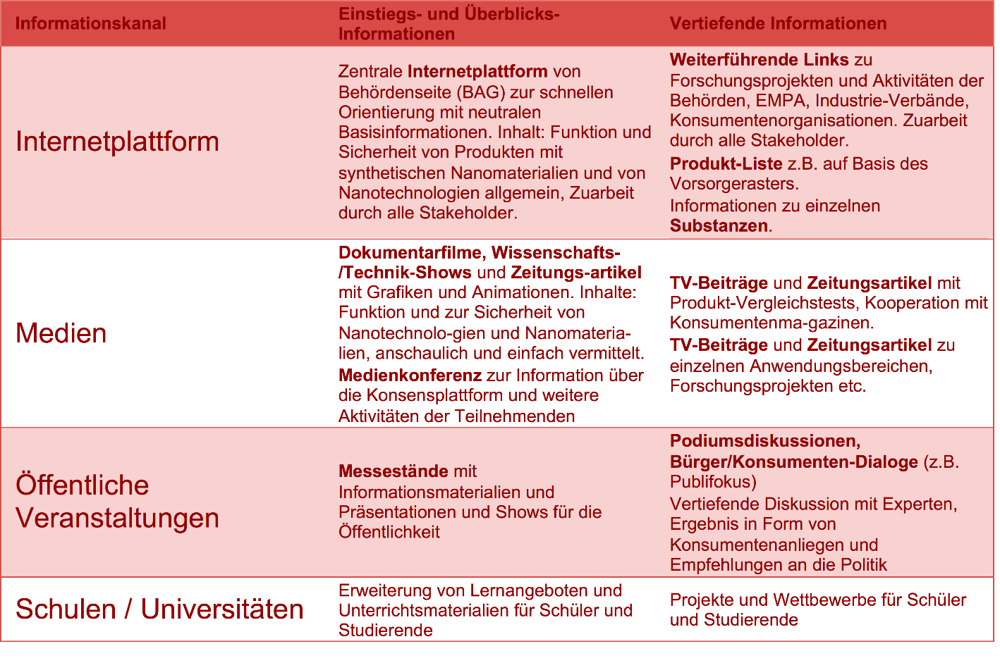 Informationskanal
Einstiegs- und Überblicks-
Informationen
Vertiefende Informationen
Internetplattform
Zentrale Internetplattform von
Behördenseite (BAG) zur schnellen
Orientierung mit neutralen
Basisinformationen. Inhalt: Funktion und
Sicherheit von Produkten mit
synthetischen Nanomaterialien und von
Nanotechnologien allgemein, Zuarbeit
durch alle Stakeholder.
Weiterführende Links zu
Forschungsprojekten und Aktivitäten der
Behörden, EMPA, Industrie-Verbände,
Konsumentenorganisationen. Zuarbeit
durch alle Stakeholder.
Produkt-Liste z.B. auf Basis des
Vorsorgerasters.
Informationen zu einzelnen
Substanzen.
Medien
Dokumentarfilme, Wissenschafts-
/Technik-Shows und Zeitungs-artikel
mit Grafiken und Animationen. Inhalte:
Funktion und zur Sicherheit von
Nanotechnolo-gien und Nanomateria-
lien, anschaulich und einfach vermittelt.
Medienkonferenz zur Information über
die Konsensplattform und weitere
Aktivitäten der Teilnehmenden
TV-Beiträge und Zeitungsartikel mit
Produkt-Vergleichstests, Kooperation mit
Konsumentenma-gazinen.
TV-Beiträge und Zeitungsartikel zu
einzelnen Anwendungsbereichen,
Forschungsprojekten etc.
Öffentliche
Veranstaltungen
Messestände mit
Informationsmaterialien und
Präsentationen und Shows für die
Öffentlichkeit
Podiumsdiskussionen,
Bürger/Konsumenten-Dialoge (z.B.
Publifokus)
Vertiefende Diskussion mit Experten,
Ergebnis in Form von
Konsumentenanliegen und
Empfehlungen an die Politik
Schulen / Universitäten
Erweiterung von Lernangeboten und
Unterrichtsmaterialien für Schüler und
Studierende
Projekte und Wettbewerbe für Schüler
und Studierende